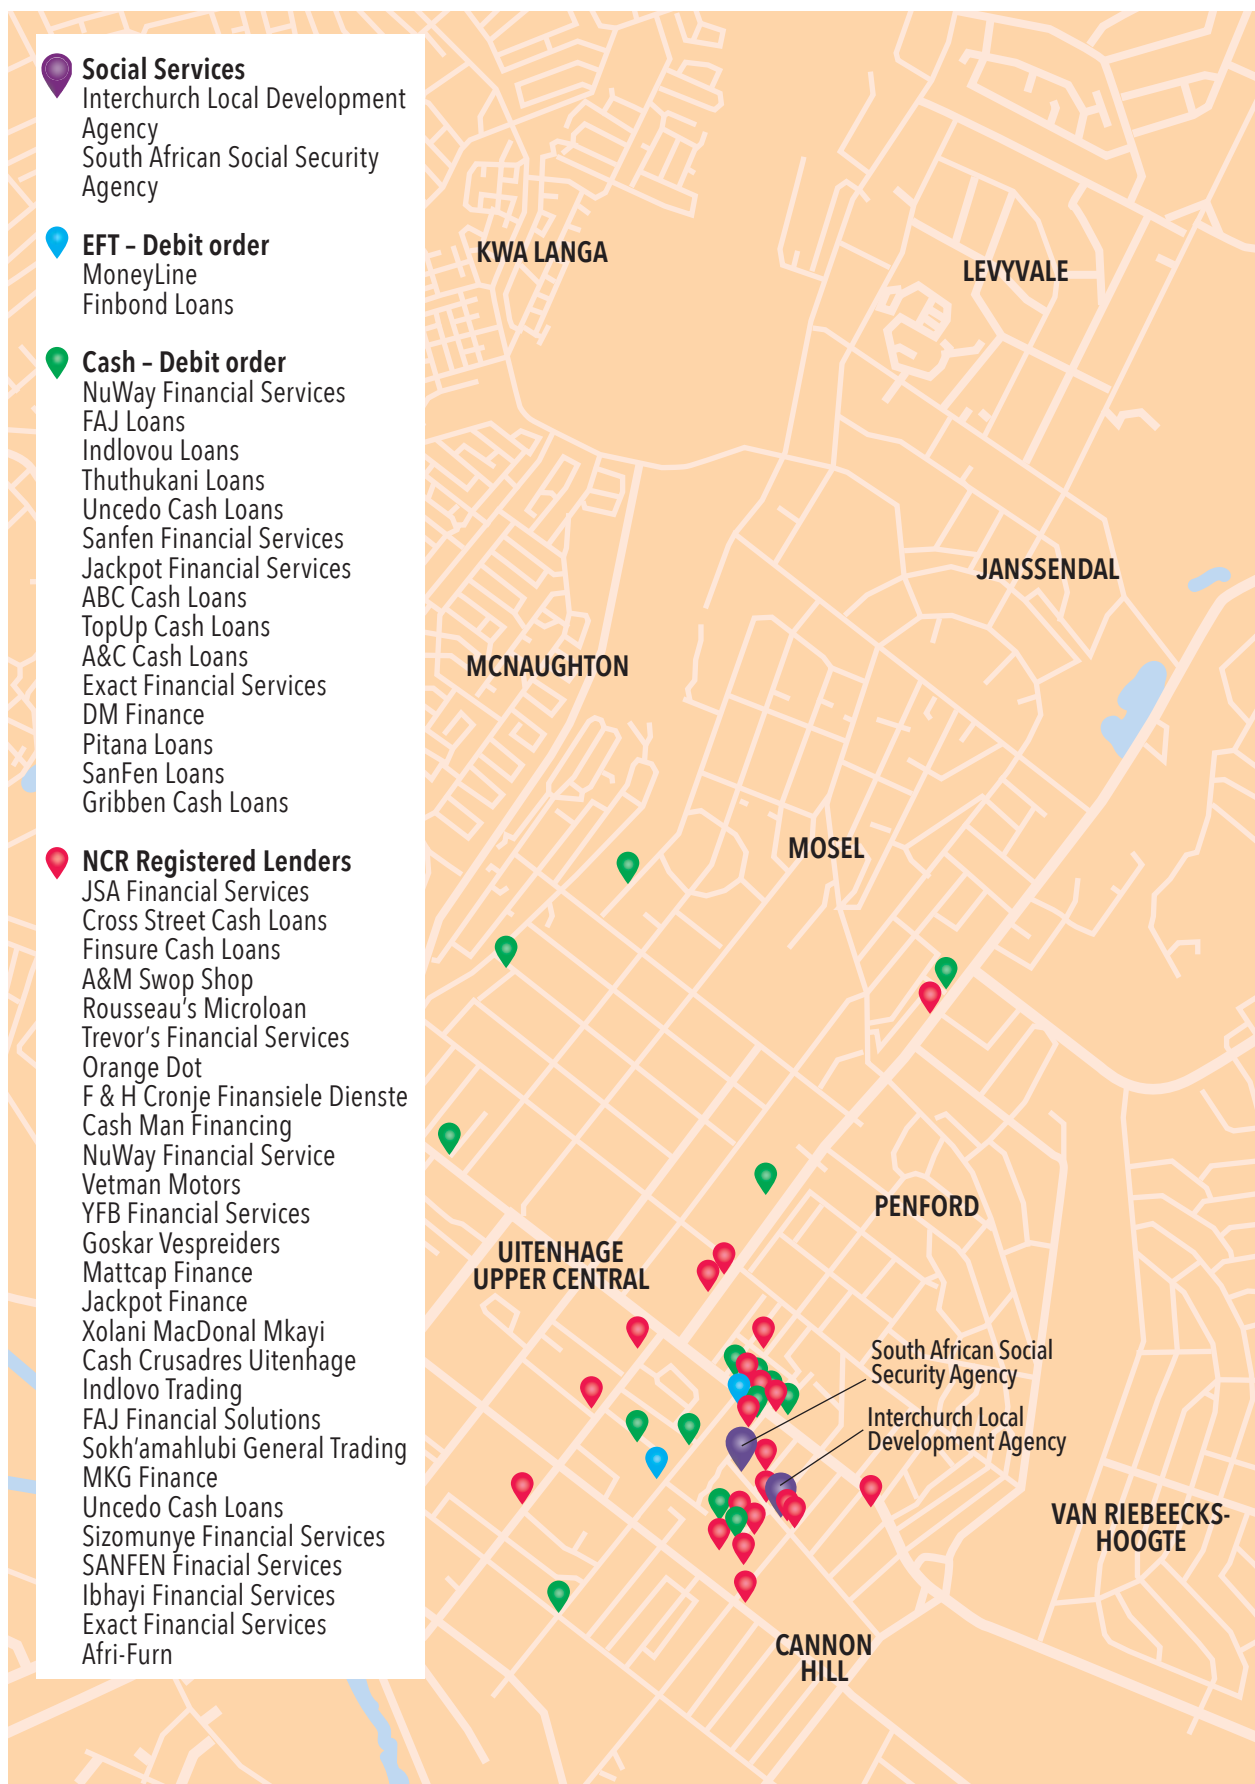 Social Services
Interchurch Local Development
Agency
South African Social Security
Agency
EFT – Debit order
MoneyLine
Finbond Loans
Cash – Debit order
NuWay Financial Services
FAJ Loans
Indlovou Loans
Thuthukani Loans
Uncedo Cash Loans
Sanfen Financial Services
Jackpot Financial Services
ABC Cash Loans
TopUp Cash Loans
A&C Cash Loans
Exact Financial Services
DM Finance
Pitana Loans
SanFen Loans
Gribben Cash Loans
NCR Registered Lenders
JSA Financial Services
Cross Street Cash Loans
Finsure Cash Loans
A&M Swop Shop
Rousseau’s Microloan
Trevor’s Financial Services
Orange Dot
F & H Cronje Finansiele Dienste
Cash Man Financing
NuWay Financial Service
Vetman Motors
YFB Financial Services
Goskar Vespreiders
Mattcap Finance
Jackpot Finance
Xolani MacDonal Mkayi
Cash Crusadres Uitenhage
Indlovo Trading
FAJ Financial Solutions
Sokh’amahlubi General Trading
MKG Finance
Uncedo Cash Loans
Sizomunye Financial Services
SANFEN Finacial Services
Ibhayi Financial Services
Exact Financial Services
Afri-Furn
KWA LANGA
LEVYVALE
JANSSENDAL
MCNAUGHTON
MOSEL
PENFORD
UITENHAGE
UPPER CENTRAL
South African Social
Security Agency
Interchurch Local
Development Agency
VAN RIEBEECKS-
HOOGTE
CANNON
HILL